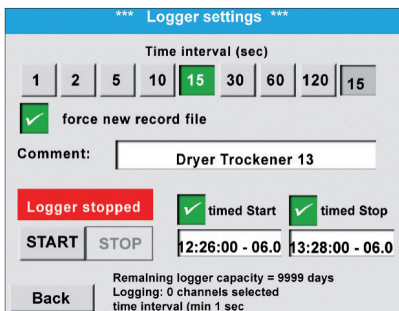 *** Logger settings ***
Time interval (sec)
1 2 5 10 15 30 60 120 15
force new record file
Comment: Dryer Trockener 13
Logger stopped timed Start timed Stop
START STOP 12:26:00 - 06.0 13:28:00 - 06.0
Remaining logger capacity = 9999 days
Back Logging: 0 channels selected
time interval (min 1 sec